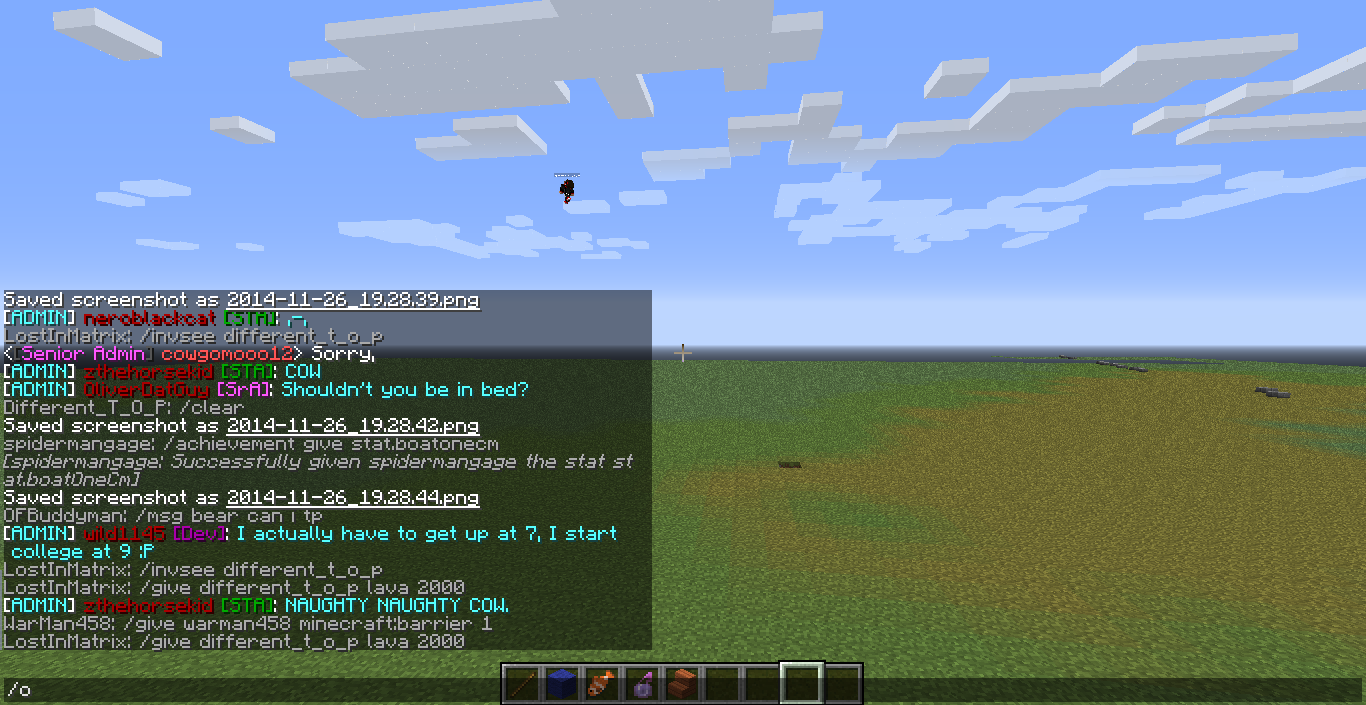 Saved screenshot as 2014-11-26_19.28.39.png
[ADMIN] neroblackcat [STA]: ,-,
LostInMatrix: /invsee different_t_o_p
<[Senior Admin] cowgomooo12> Sorry,
[ADMIN] zthehorsekid [STA]: COW
[ADMIN] OliverDatGuy [SrA]: Shouldn't you be in bed?
Different_T_O_P: /clear
Saved screenshot as 2014-11-26_19.28.42.png
spidermangage: /achievement give stat.boatonecm
[spidermangage: Successfully given spidermangage the stat st
at.boatOneCm]
Saved screenshot as 2014-11-26_19.28.44.png
OFBuddyman: /msg bear can i tp
[ADMIN] wild1145 [Dev]: I actually have to get up at 7, I start
college at 9 :P
LostInMatrix: /invsee different_t_o_p
LostInMatrix: /give different_t_o_p lava 2000
[ADMIN] zthehorsekid [STA]: NAUGHTY NAUGHTY COW.
WarMan458: /give warman458 minecraft:barrier 1
LostInMatrix: /give different_t_o_p lava 2000
/o